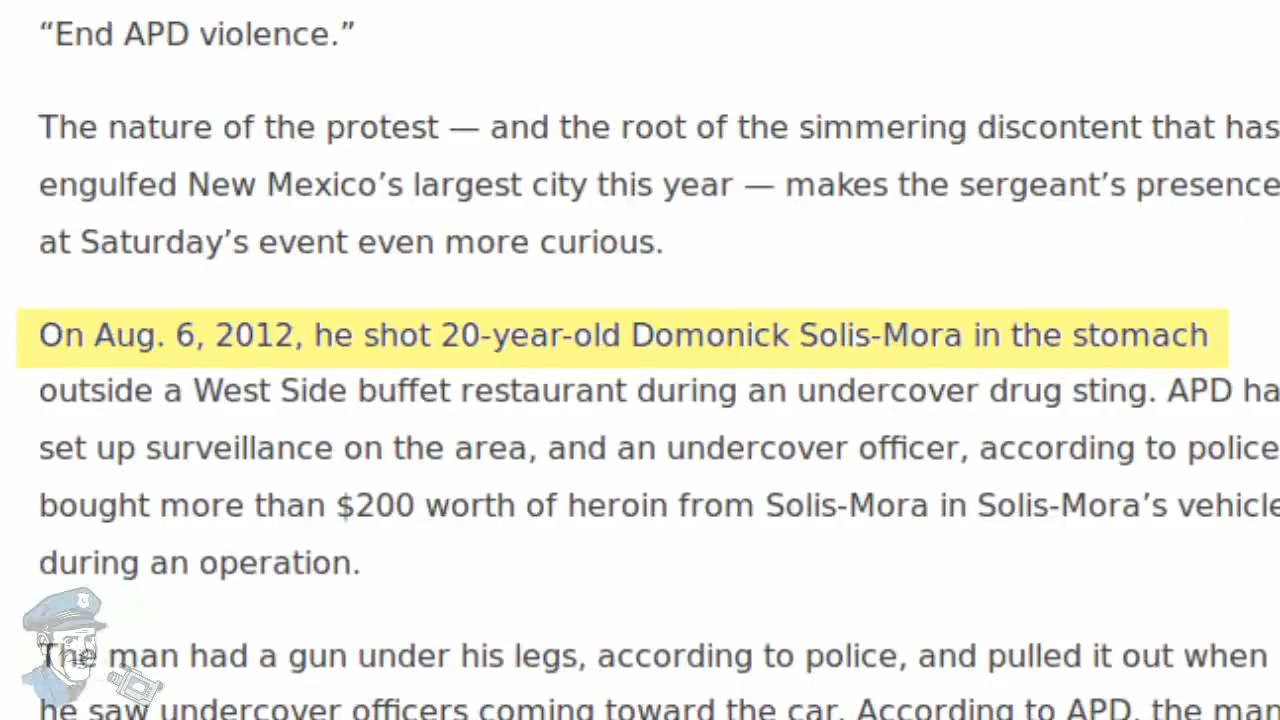 “End APD violence.”
The nature of the protest — and the root of the simmering discontent that has
engulfed New Mexico’s largest city this year — makes the sergeant’s presence
at Saturday’s event even more curious.
On Aug. 6, 2012, he shot 20-year-old Domonick Solis-Mora in the stomach
outside a West Side buffet restaurant during an undercover drug sting. APD ha
set up surveillance on the area, and an undercover officer, according to police
bought more than $200 worth of heroin from Solis-Mora in Solis-Mora’s vehicle
during an operation.
The man had a gun under his legs, according to police, and pulled it out when
he saw undercover officers coming toward the car. According to APD, the man